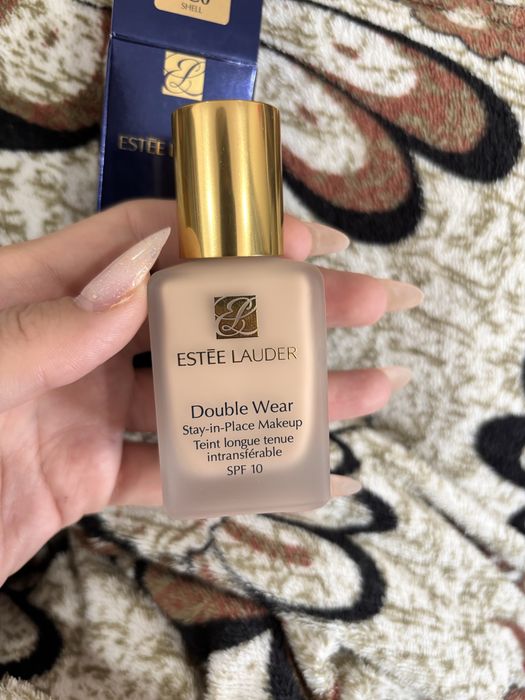 SHELL
ESTĒE
ESTĒE LAUDER
Double Wear
Stay-in-Place Makeup
Teint longue tenue
intransférable
SPF 10